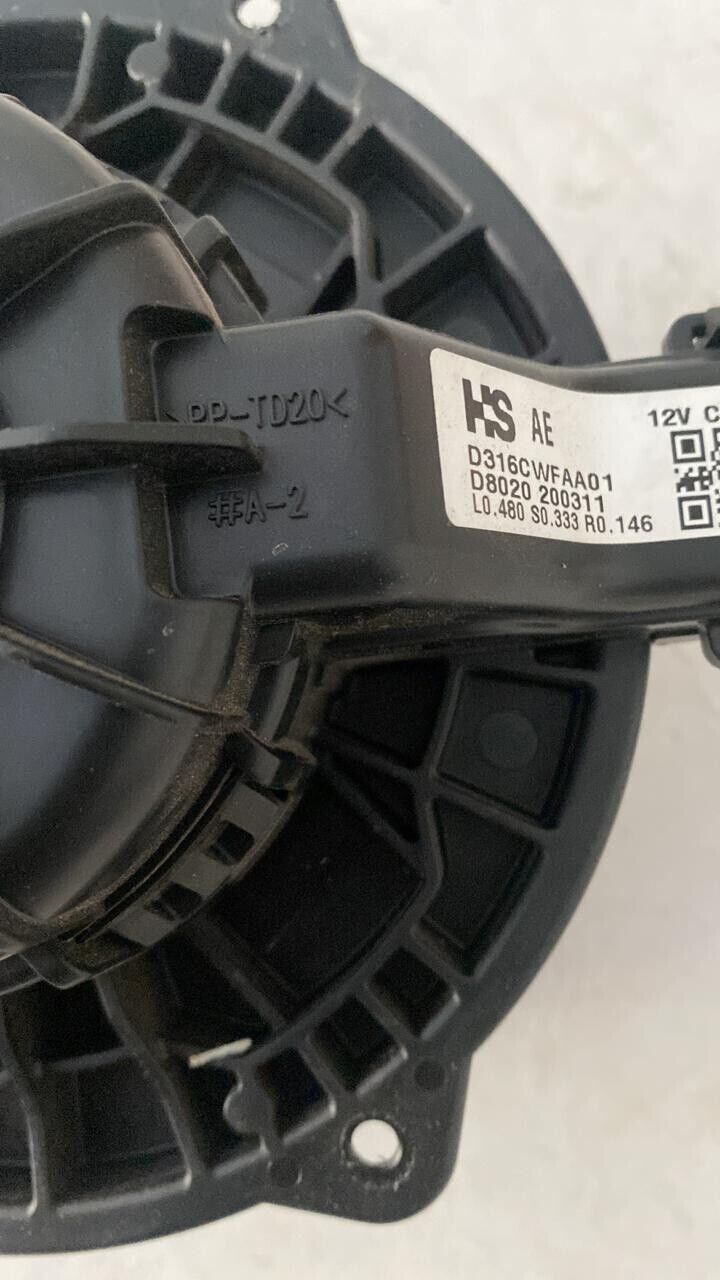 >PP-TD20<
#A-2
HS AE
12V C
D316CWFAA01
D8020 200311
L0.480 S0.333 R0.146